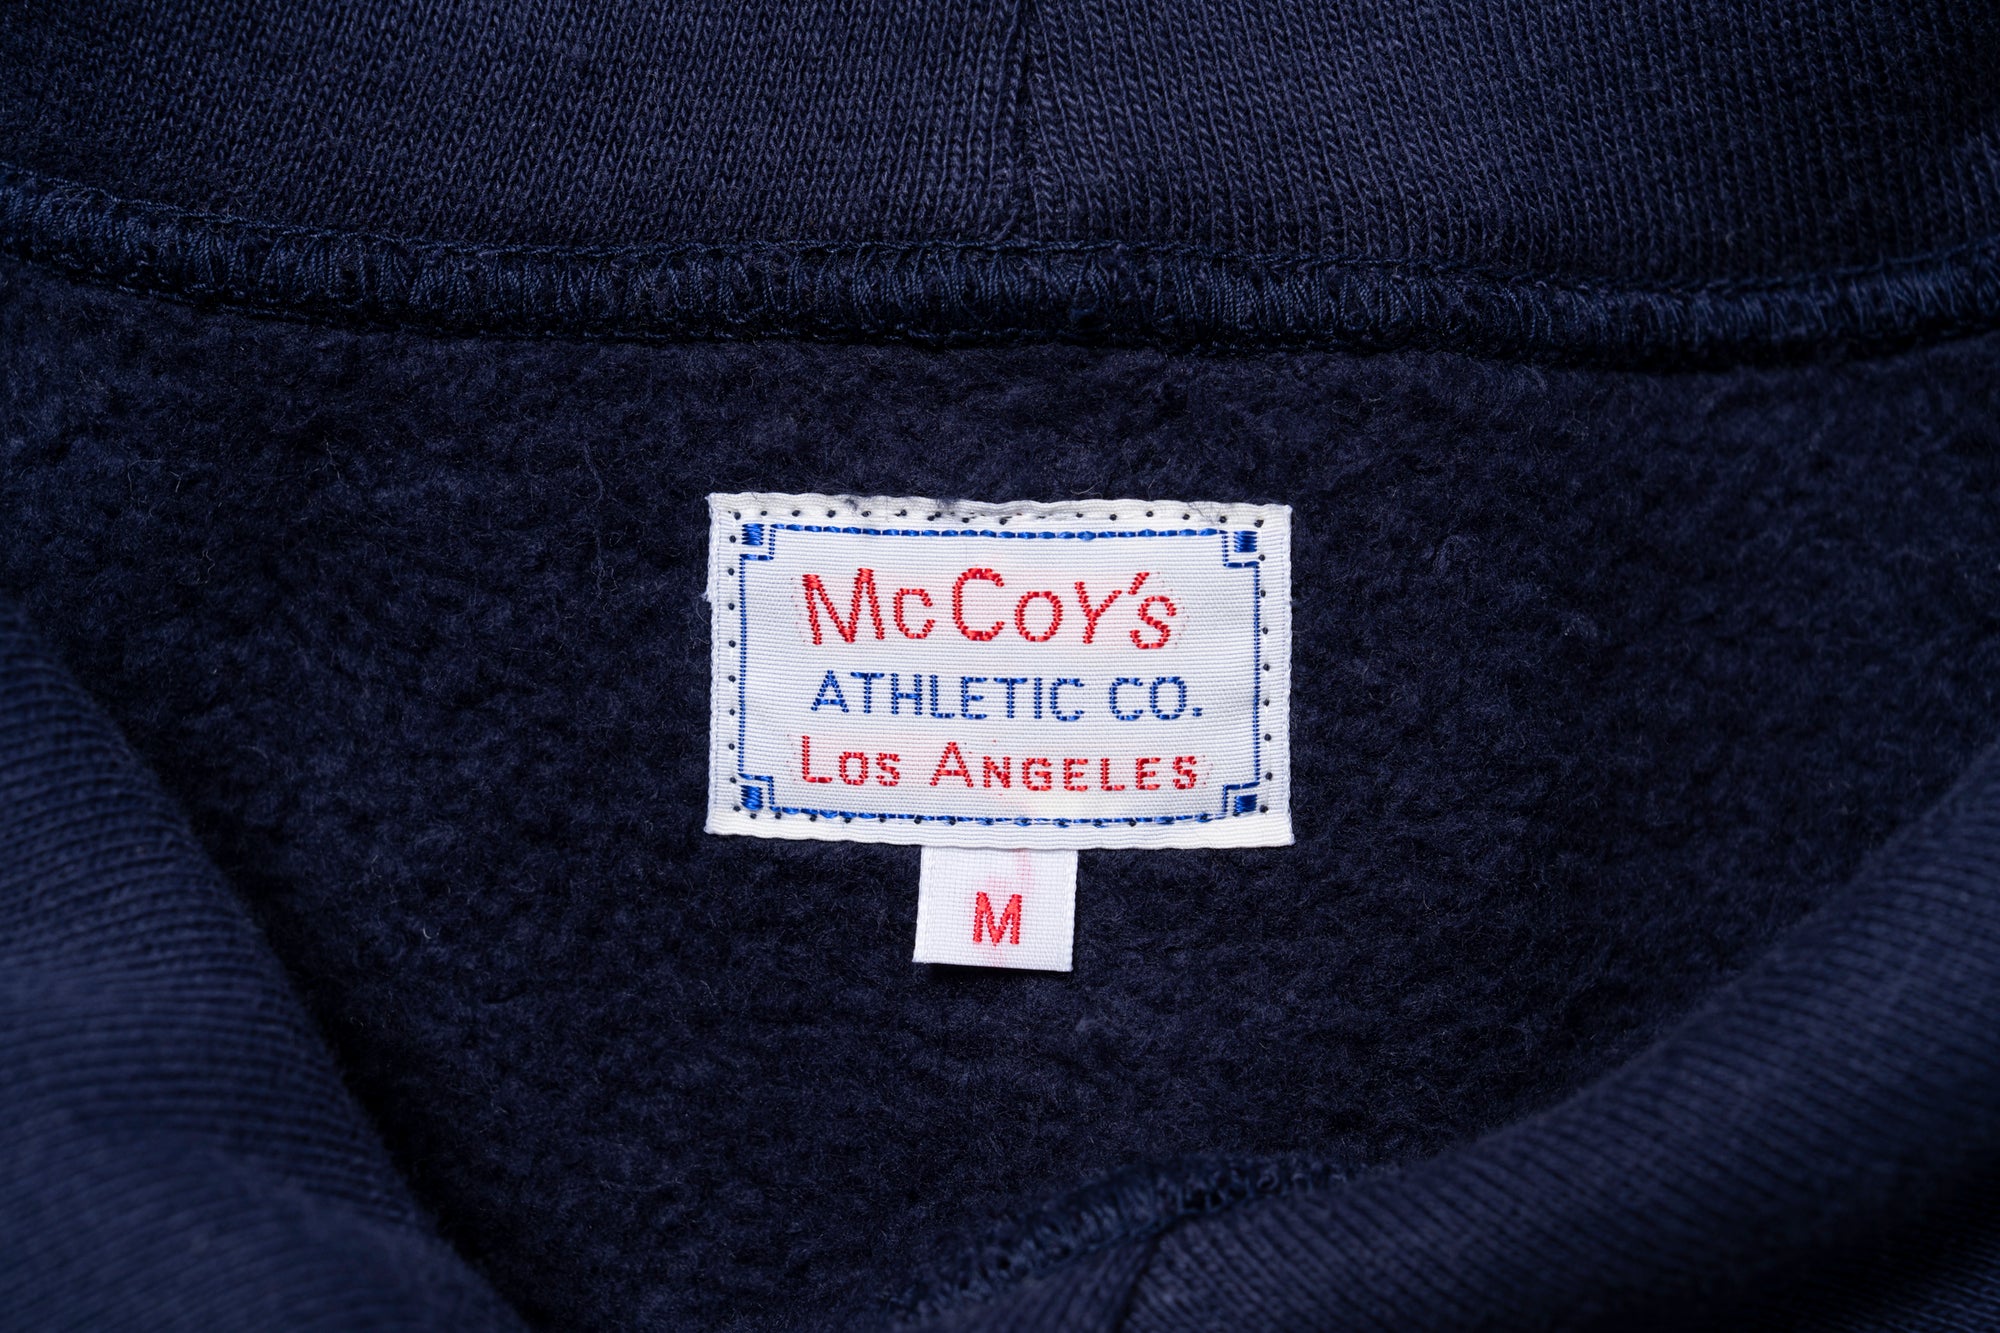 McCoy's
ATHLETIC CO.
Los Angeles
M